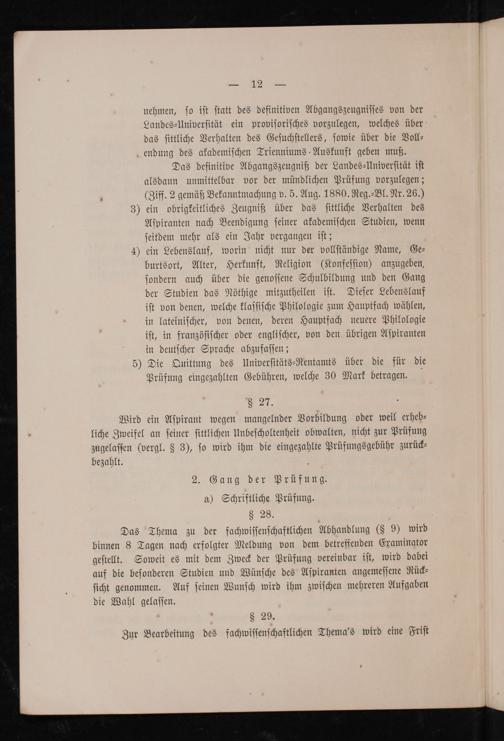 — 12 —
nehmen, so ist statt des definitiven Abgangszeugnisses von der
Landes-Universität ein provisorisches vorzulegen, welches über
das sittliche Verhalten des Gesuchstellers, sowie über die Voll-
endung des akademischen Trienniums Auskunft geben muß.
Das definitive Abgangszeugniß der Landes-Universität ist
alsdann unmittelbar vor der mündlichen Prüfung vorzulegen;
(Ziff. 2 gemäß Bekanntmachung v. 5. Aug. 1880. Reg.-Bl. Nr. 26.)
3) ein obrigkeitliches Zeugniß über das sittliche Verhalten des
Aspiranten nach Beendigung seiner akademischen Studien, wenn
seitdem mehr als ein Jahr vergangen ist;
4) ein Lebenslauf, worin nicht nur der vollständige Name, Ge-
burtsort, Alter, Herkunft, Religion (Konfession) anzugeben,
sondern auch über die genossene Schulbildung und den Gang
der Studien das Nöthige mitzutheilen ist. Dieser Lebenslauf
ist von denen, welche klassische Philologie zum Hauptfach wählen,
in lateinischer, von denen, deren Hauptfach neuere Philologie
ist, in französischer oder englischer, von den übrigen Aspiranten
in deutscher Sprache abzufassen;
5) Die Quittung des Universitäts-Rentamts über die für die
Prüfung eingezahlten Gebühren, welche 30 Mark betragen.
§ 27.
Wird ein Aspirant wegen mangelnder Vorbildung oder weil erheb-
liche Zweifel an seiner sittlichen Unbescholtenheit obwalten, nicht zur Prüfung
zugelassen (vergl. § 3), so wird ihm die eingezahlte Prüfungsgebühr zurück-
bezahlt.
2. Gang der Prüfung.
a) Schriftliche Prüfung.
§ 28.
Das Thema zu der fachwissenschaftlichen Abhandlung (§ 9) wird
binnen 8 Tagen nach erfolgter Meldung von dem betreffenden Examinator
gestellt. Soweit es mit dem Zweck der Prüfung vereinbar ist, wird dabei
auf die besonderen Studien und Wünsche des Aspiranten angemessene Rück-
sicht genommen. Auf seinen Wunsch wird ihm zwischen mehreren Aufgaben
die Wahl gelassen.
§ 29.
Zur Bearbeitung des fachwissenschaftlichen Thema's wird eine Frist